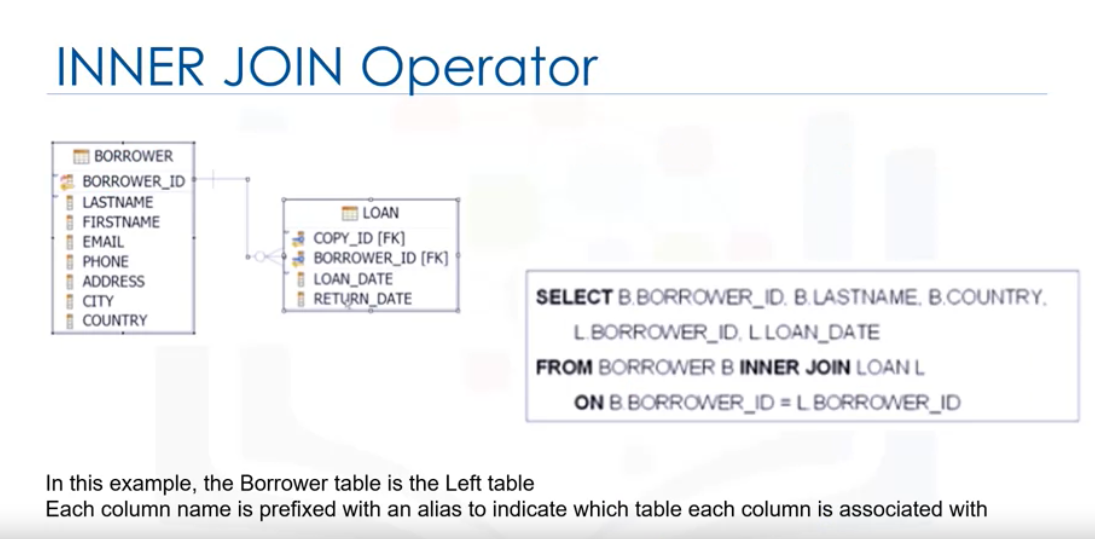 INNER JOIN Operator
BORROWER
BORROWER_ID
LASTNAME
FIRSTNAME
EMAIL
PHONE
ADDRESS
CITY
COUNTRY
LOAN
COPY_ID [FK]
BORROWER_ID [FK]
LOAN_DATE
RETURN_DATE
SELECT B.BORROWER_ID, B.LASTNAME, B.COUNTRY,
L.BORROWER_ID, L.LOAN_DATE
FROM BORROWER B INNER JOIN LOAN L
ON B.BORROWER_ID = L.BORROWER_ID
In this example, the Borrower table is the Left table
Each column name is prefixed with an alias to indicate which table each column is associated with